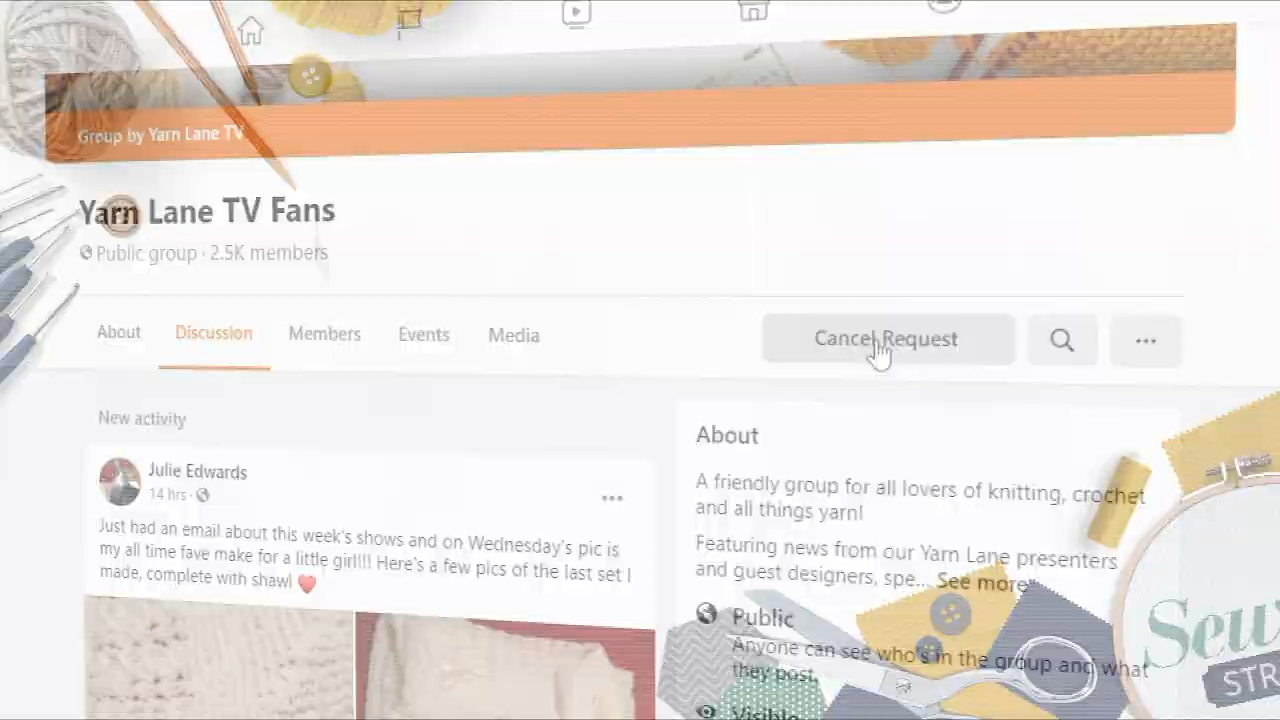 Group by Yarn Lane TV
Yarn Lane TV Fans
Public group · 2.5K members
About Discussion Members Events Media Cancel Request
New activity
Julie Edwards
14 hrs ·
Just had an email about this week's shows and on Wednesday's pic is
my all time fave make for a little girl!!! Here's a few pics of the last set I
made, complete with shawl ❤️
About
A friendly group for all lovers of knitting, crochet
and all things yarn!
Featuring news from our Yarn Lane presenters
and guest designers, spe... See more
Public
Anyone can see who's in the group and what
they post.
Visible